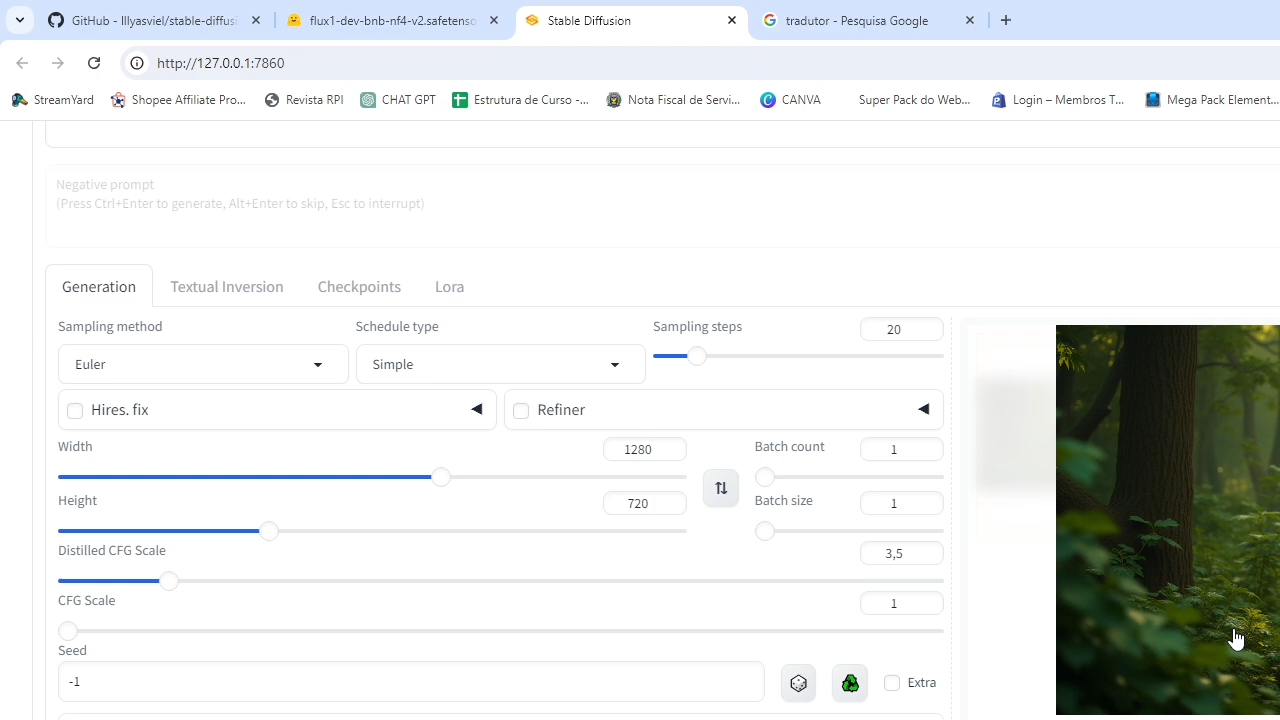 GitHub - lllyasviel/stable-diffus
flux1-dev-bnb-nf4-v2.safetenso
Stable Diffusion
tradutor - Pesquisa Google
http://127.0.0.1:7860
StreamYard
Shopee Affiliate Pro...
Revista RPI
CHAT GPT
Estrutura de Curso -...
Nota Fiscal de Servi...
CANVA
Super Pack do Web...
Login – Membros T...
Mega Pack Element...
Negative prompt
(Press Ctrl+Enter to generate, Alt+Enter to skip, Esc to interrupt)
Generation
Textual Inversion
Checkpoints
Lora
Sampling method
Schedule type
Sampling steps
20
Euler
Simple
Hires. fix
Refiner
Width
1280
Batch count
1
Height
720
Batch size
1
Distilled CFG Scale
3,5
CFG Scale
1
Seed
-1
Extra